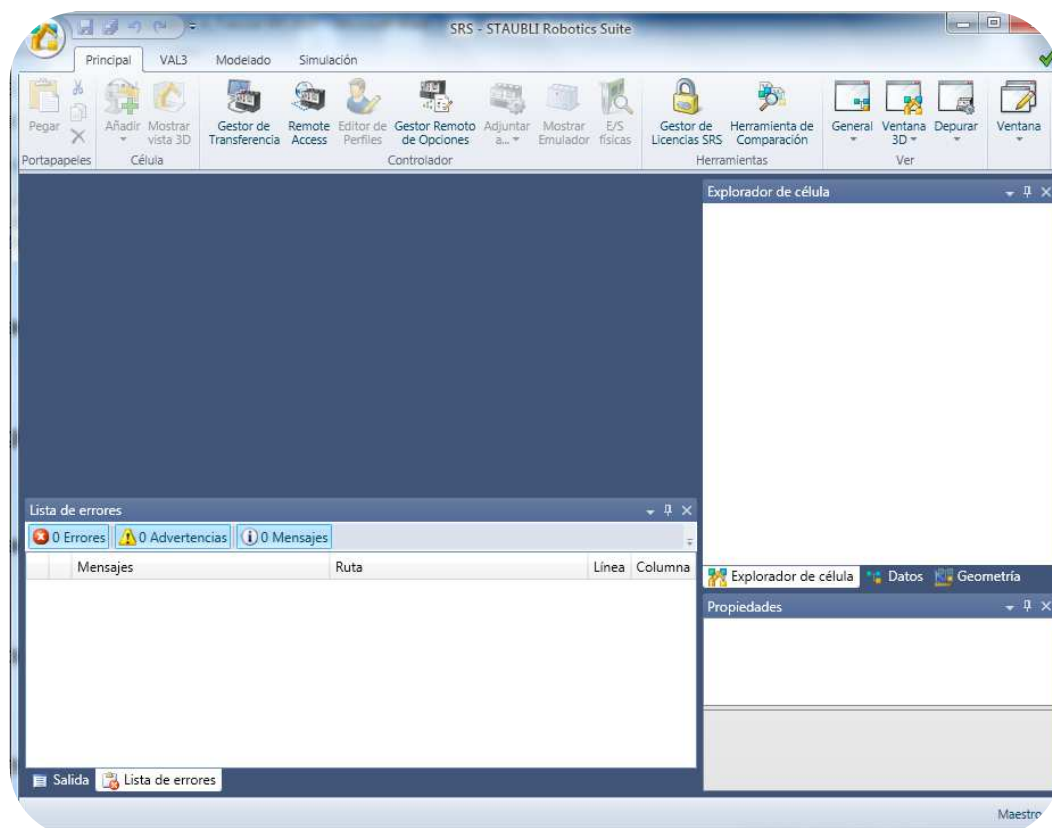 SRS - STAUBLI Robotics Suite
Principal VAL3 Modelado Simulación
Pegar
Añadir
Mostrar vista 3D
Gestor de Transferencia
Remote Access
Editor de Perfiles
Gestor Remoto de Opciones
Adjuntar a...
Mostrar Emulador
E/S físicas
Gestor de Licencias SRS
Herramienta de Comparación
General
Ventana 3D
Depurar
Ventana
Portapapeles Célula Controlador Herramientas Ver
Explorador de célula
Lista de errores
0 Errores 0 Advertencias 0 Mensajes
Mensajes Ruta Línea Columna
Explorador de célula Datos Geometría
Propiedades
Salida Lista de errores
Maestro